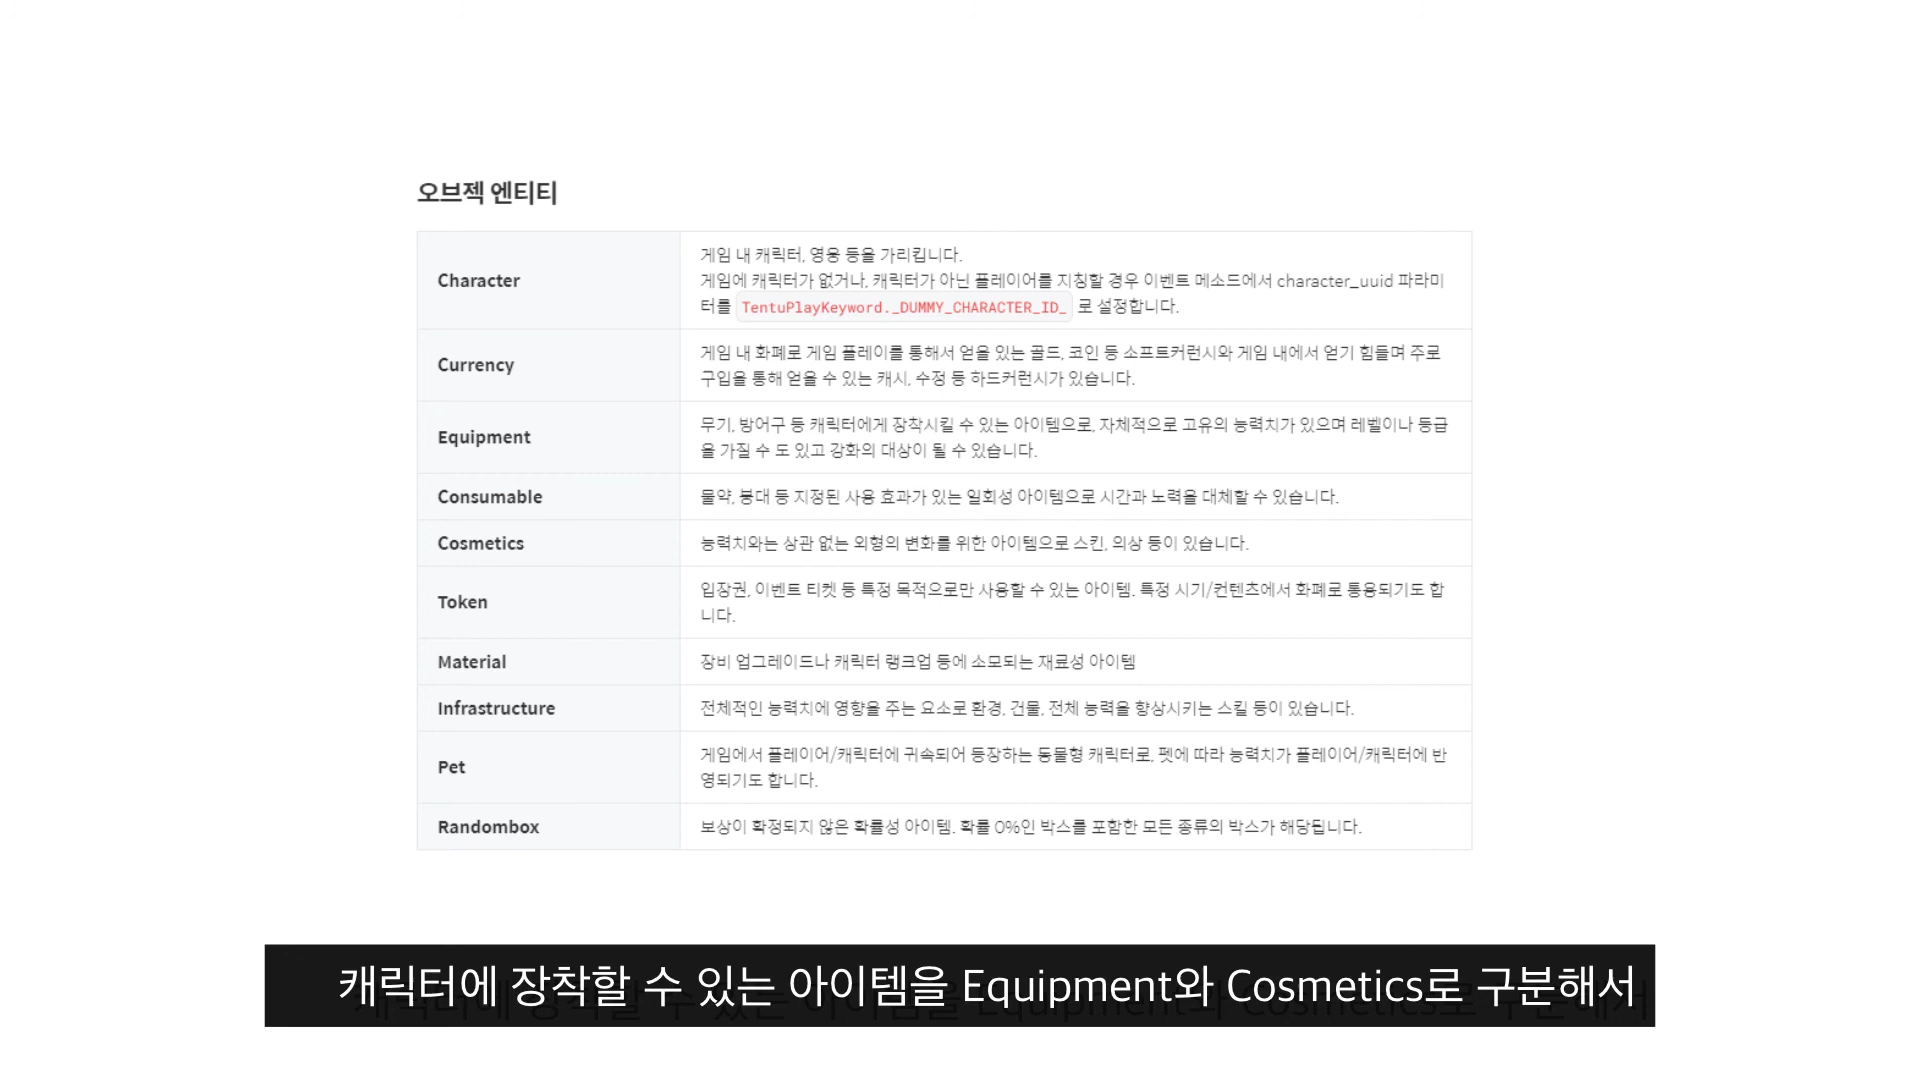 오브젝 엔티티
Character
게임 내 캐릭터, 영웅 등을 가리킵니다.
게임에 캐릭터가 없거나, 캐릭터가 아닌 플레이어를 지칭할 경우 이벤트 메소드에서 character_uuid 파라미
터를 TentuPlayKeyword._DUMMY_CHARACTER_ID_ 로 설정합니다.
Currency
게임 내 화폐로 게임 플레이를 통해서 얻을 있는 골드, 코인 등 소프트커런시와 게임 내에서 얻기 힘들며 주로
구입을 통해 얻을 수 있는 캐시, 수정 등 하드커런시가 있습니다.
Equipment
무기, 방어구 등 캐릭터에게 장착시킬 수 있는 아이템으로, 자체적으로 고유의 능력치가 있으며 레벨이나 등급
을 가질 수 도 있고 강화의 대상이 될 수 있습니다.
Consumable
물약, 붕대 등 지정된 사용 효과가 있는 일회성 아이템으로 시간과 노력을 대체할 수 있습니다.
Cosmetics
능력치와는 상관 없는 외형의 변화를 위한 아이템으로 스킨, 의상 등이 있습니다.
Token
입장권, 이벤트 티켓 등 특정 목적으로만 사용할 수 있는 아이템. 특정 시기/컨텐츠에서 화폐로 통용되기도 합
니다.
Material
장비 업그레이드나 캐릭터 랭크업 등에 소모되는 재료성 아이템
Infrastructure
전체적인 능력치에 영향을 주는 요소로 환경, 건물, 전체 능력을 향상시키는 스킬 등이 있습니다.
Pet
게임에서 플레이어/캐릭터에 귀속되어 등장하는 동물형 캐릭터로, 펫에 따라 능력치가 플레이어/캐릭터에 반
영되기도 합니다.
Randombox
보상이 확정되지 않은 확률성 아이템. 확률 0%인 박스를 포함한 모든 종류의 박스가 해당됩니다.
캐릭터에 장착할 수 있는 아이템을 Equipment와 Cosmetics로 구분해서